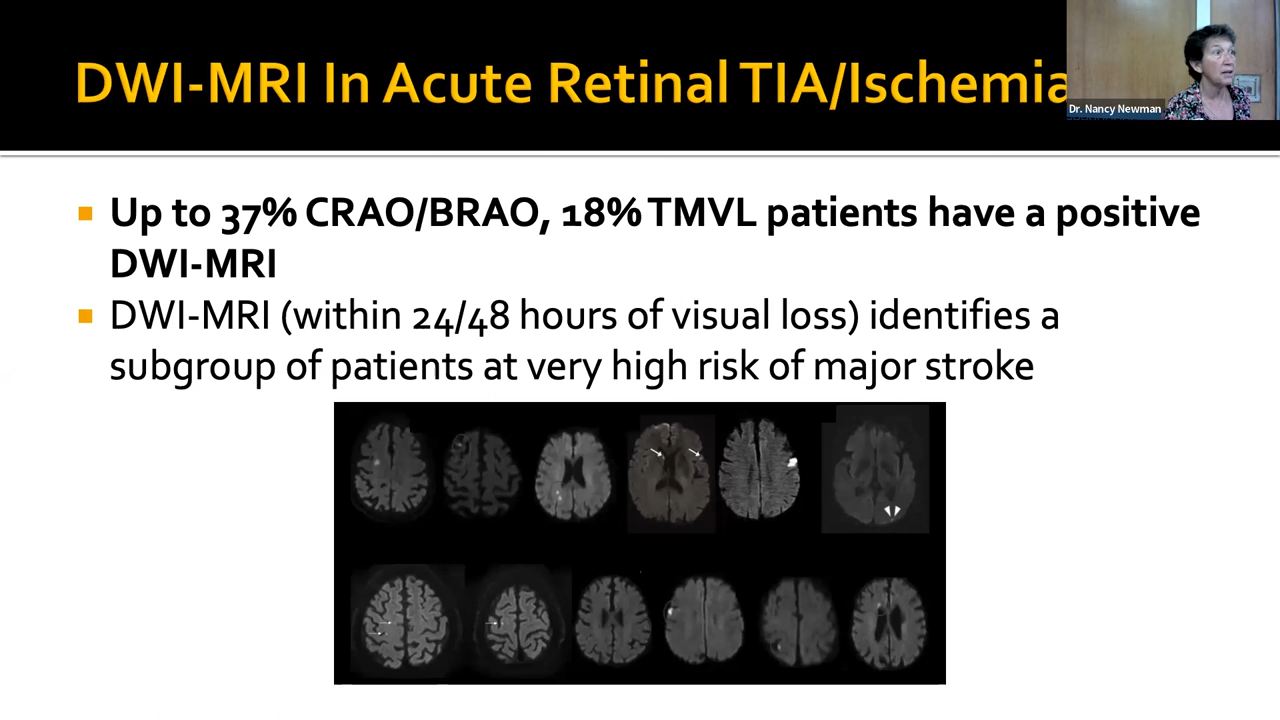 DWI-MRI In Acute Retinal TIA/Ischemia
Dr. Nancy Newman
Up to 37% CRAO/BRAO, 18% TMVL patients have a positive
DWI-MRI
DWI-MRI (within 24/48 hours of visual loss) identifies a
subgroup of patients at very high risk of major stroke